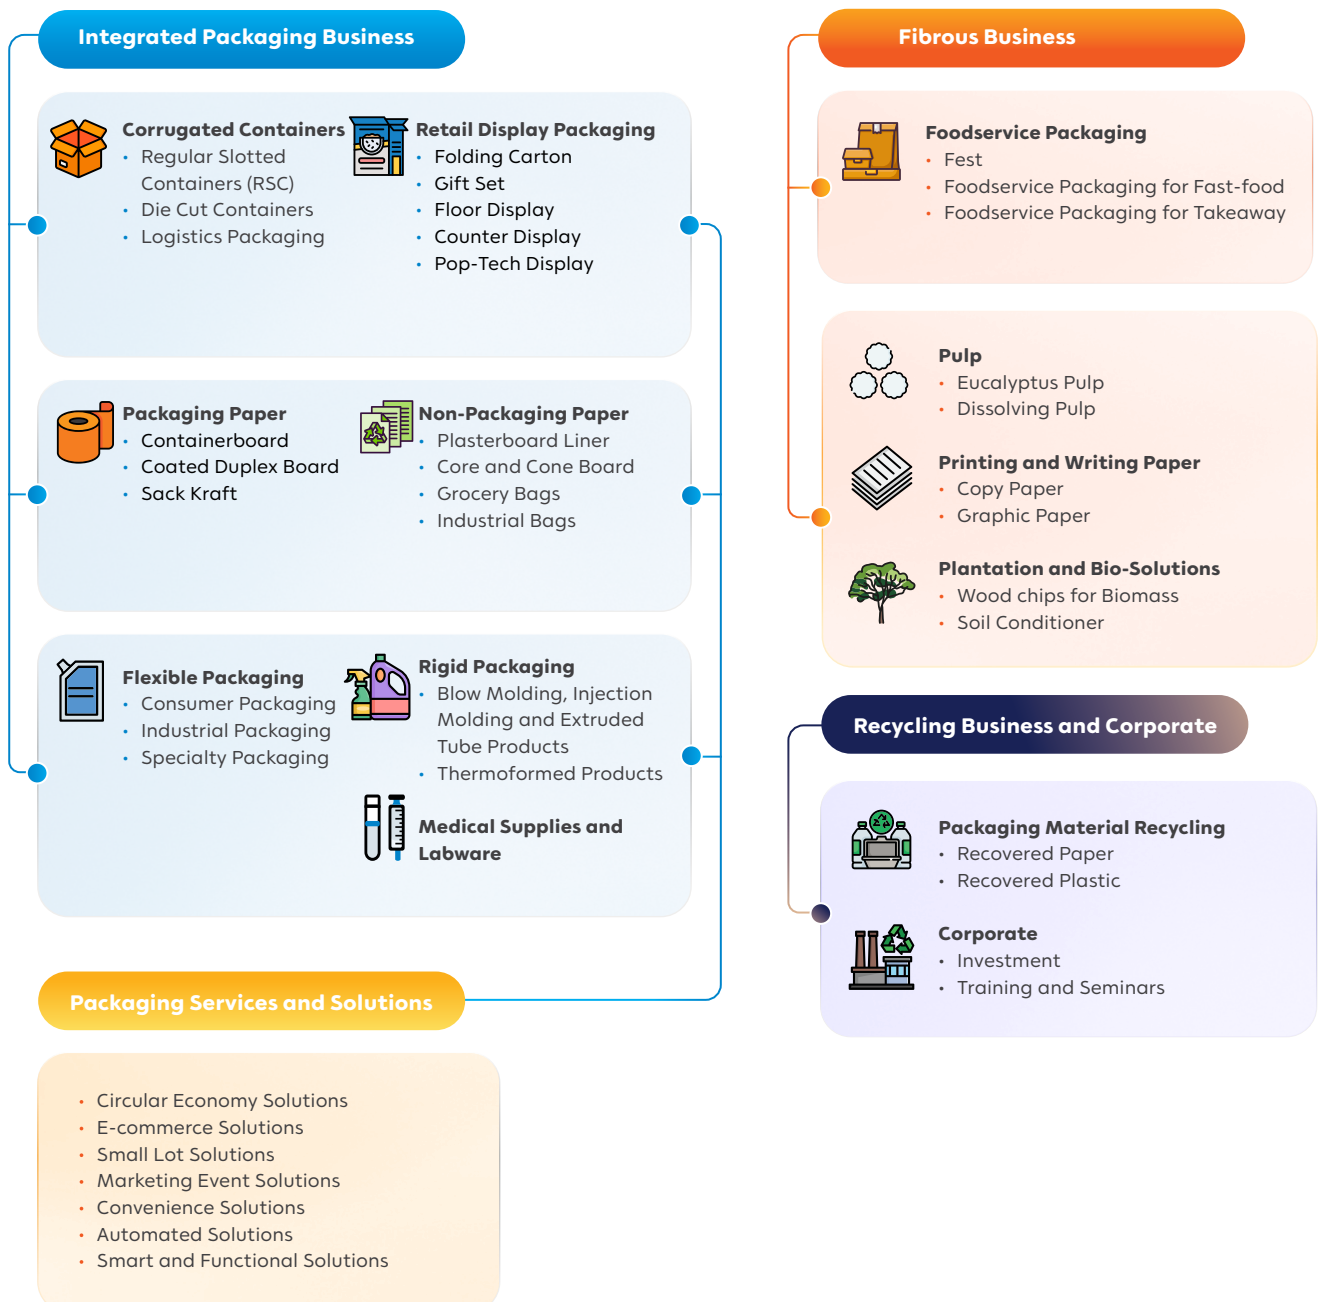 Integrated Packaging Business
Corrugated Containers
• Regular Slotted
Containers (RSC)
• Die Cut Containers
• Logistics Packaging
Retail Display Packaging
• Folding Carton
• Gift Set
• Floor Display
• Counter Display
• Pop-Tech Display
Packaging Paper
• Containerboard
• Coated Duplex Board
• Sack Kraft
Non-Packaging Paper
• Plasterboard Liner
• Core and Cone Board
• Grocery Bags
• Industrial Bags
Flexible Packaging
• Consumer Packaging
• Industrial Packaging
• Specialty Packaging
Rigid Packaging
• Blow Molding, Injection
Molding and Extruded
Tube Products
• Thermoformed Products
Medical Supplies and
Labware
Packaging Services and Solutions
• Circular Economy Solutions
• E-commerce Solutions
• Small Lot Solutions
• Marketing Event Solutions
• Convenience Solutions
• Automated Solutions
• Smart and Functional Solutions
Fibrous Business
Foodservice Packaging
• Fest
• Foodservice Packaging for Fast-food
• Foodservice Packaging for Takeaway
Pulp
• Eucalyptus Pulp
• Dissolving Pulp
Printing and Writing Paper
• Copy Paper
• Graphic Paper
Plantation and Bio-Solutions
• Wood chips for Biomass
• Soil Conditioner
Recycling Business and Corporate
Packaging Material Recycling
• Recovered Paper
• Recovered Plastic
Corporate
• Investment
• Training and Seminars